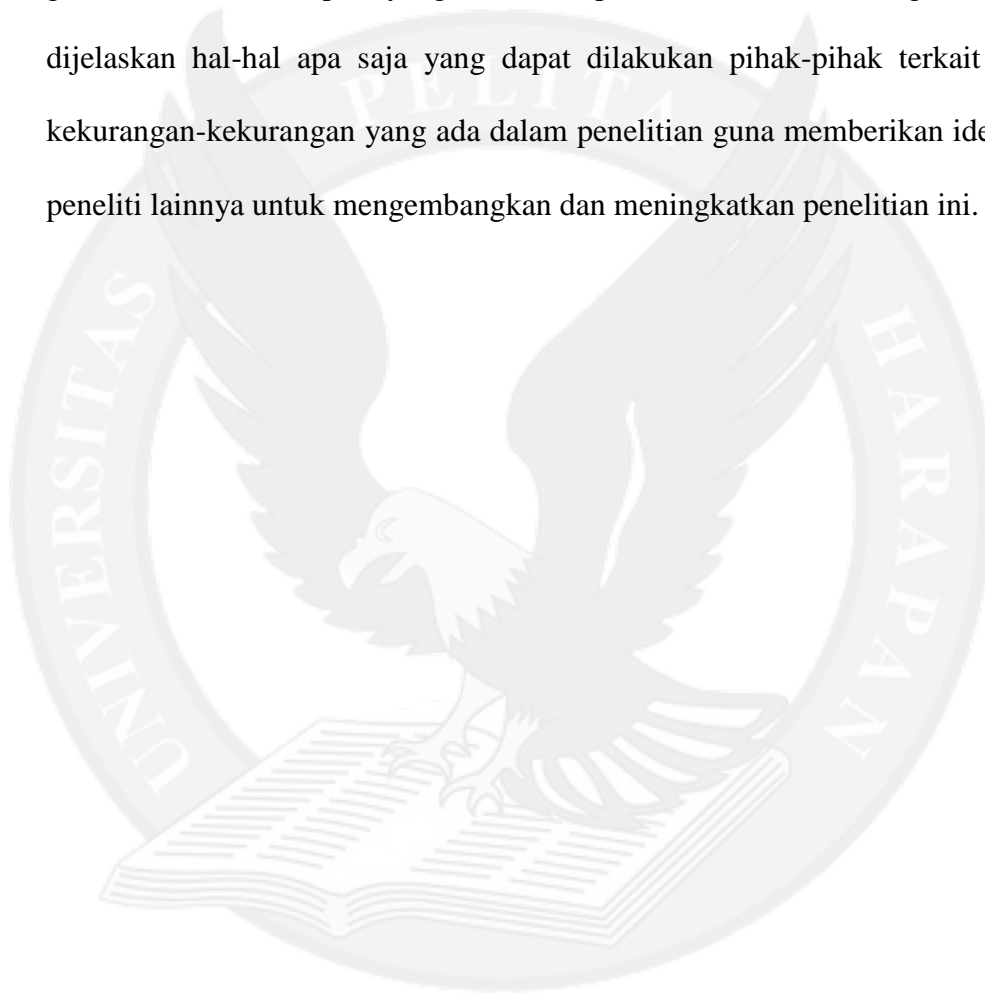 dijelaskan hal-hal apa saja yang dapat dilakukan pihak-pihak terkait
kekurangan-kekurangan yang ada dalam penelitian guna memberikan
peneliti lainnya untuk mengembangkan dan meningkatkan penelitian ini.
UNIVERSITAS PELITA HARAPAN